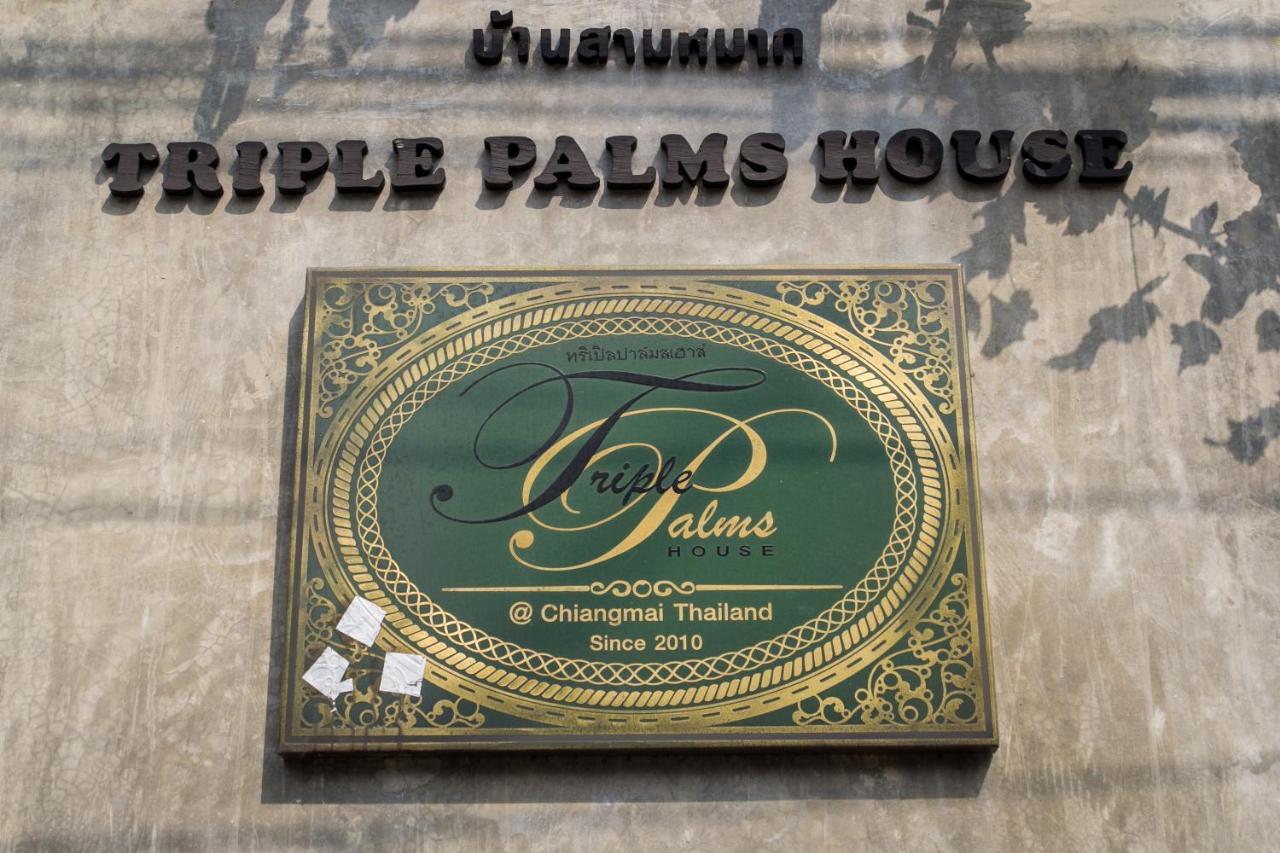 บ้านสามหมาก
TRIPLE PALMS HOUSE
ทริเปิลปาล์มสเฮาส์
Triple
Palms
HOUSE
@ Chiangmai Thailand
Since 2010